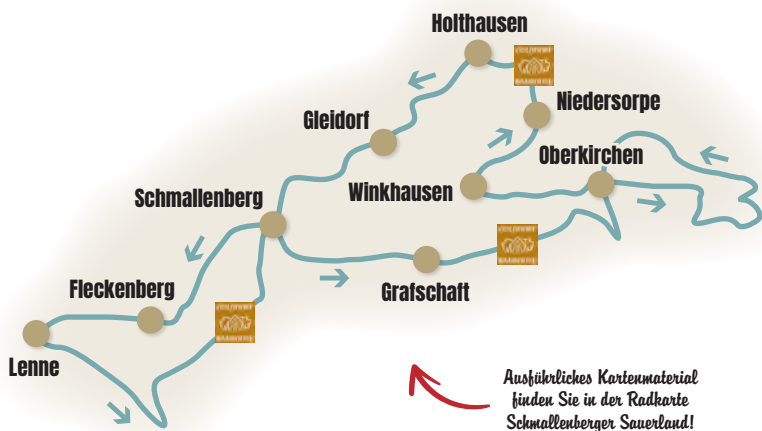 Holthausen
Niedersorpe
Gleidorf
Oberkirchen
Winkhausen
Schmallenberg
Fleckenberg
Grafschaft
Lenne
Ausführliches Kartenmaterial
finden Sie in der Radkarte
Schmallenberger Sauerland!